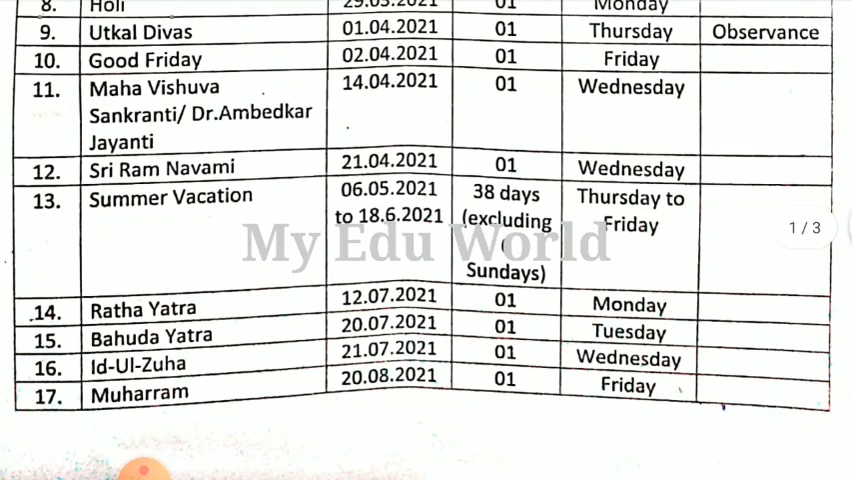 8. Holi 29.03.2021 01 Monday
9. Utkal Divas 01.04.2021 01 Thursday Observance
10. Good Friday 02.04.2021 01 Friday
11. Maha Vishuva 14.04.2021 01 Wednesday
Sankranti/ Dr.Ambedkar
Jayanti
12. Sri Ram Navami 21.04.2021 01 Wednesday
13. Summer Vacation 06.05.2021 38 days Thursday to
to 18.6.2021 (excluding Friday
Sundays)
My Edu World
1 / 3
14. Ratha Yatra 12.07.2021 01 Monday
15. Bahuda Yatra 20.07.2021 01 Tuesday
16. Id-Ul-Zuha 21.07.2021 01 Wednesday
17. Muharram 20.08.2021 01 Friday